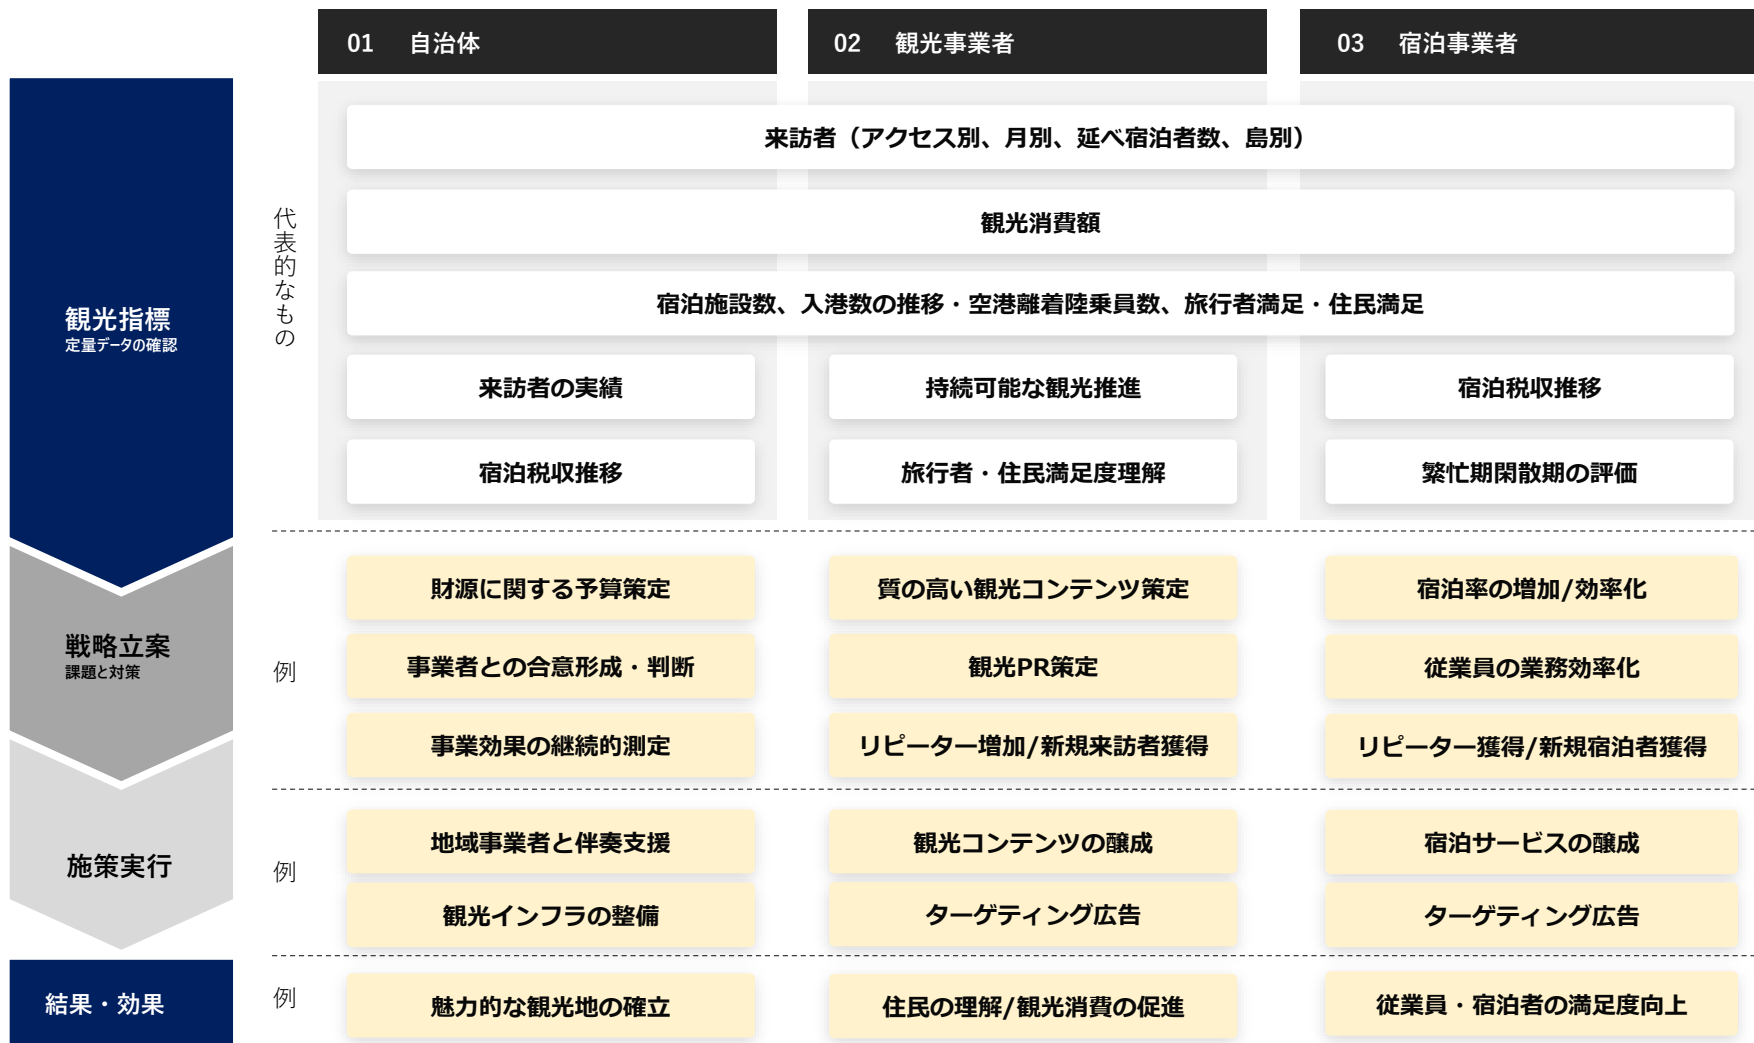 01 自治体
02 観光事業者
03 宿泊事業者
観光指標
定量データの確認
代表的なもの
来訪者（アクセス別、月別、延べ宿泊者数、島別）
観光消費額
宿泊施設数、入港数の推移・空港離着陸乗員数、旅行者満足・住民満足
来訪者の実績
持続可能な観光推進
宿泊税収推移
宿泊税収推移
旅行者・住民満足度理解
繁忙期閑散期の評価
戦略立案
課題と対策
例
財源に関する予算策定
質の高い観光コンテンツ策定
宿泊率の増加/効率化
事業者との合意形成・判断
観光PR策定
従業員の業務効率化
事業効果の継続的測定
リピーター増加/新規来訪者獲得
リピーター獲得/新規宿泊者獲得
施策実行
例
地域事業者と伴奏支援
観光コンテンツの醸成
宿泊サービスの醸成
観光インフラの整備
ターゲティング広告
ターゲティング広告
結果・効果
例
魅力的な観光地の確立
住民の理解/観光消費の促進
従業員・宿泊者の満足度向上